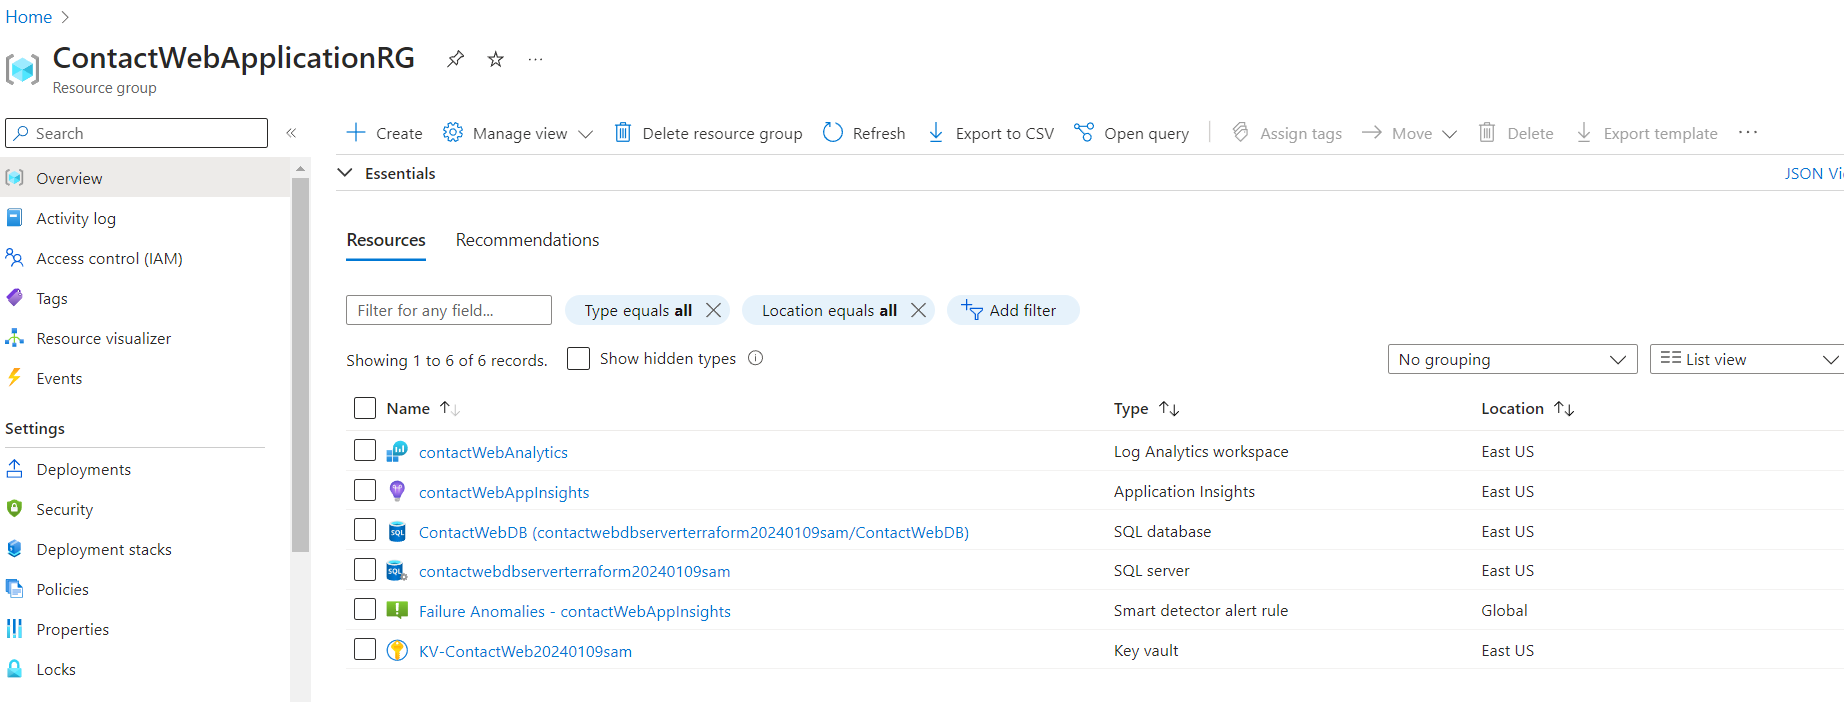 Home
ContactWebApplicationRG
Resource group
Search
Overview
Activity log
Access control (IAM)
Tags
Resource visualizer
Events
Settings
Deployments
Security
Deployment stacks
Policies
Properties
Locks
Create Manage view Delete resource group Refresh Export to CSV Open query Assign tags Move Delete Export template
Essentials JSON Vi
Resources Recommendations
Filter for any field... Type equals all Location equals all Add filter
Showing 1 to 6 of 6 records. Show hidden types No grouping List view
Name Type Location
contactWebAnalytics Log Analytics workspace East US
contactWebAppInsights Application Insights East US
ContactWebDB (contactwebdbserverterraform20240109sam/ContactWebDB) SQL database East US
contactwebdbserverterraform20240109sam SQL server East US
Failure Anomalies - contactWebAppInsights Smart detector alert rule Global
KV-ContactWeb20240109sam Key vault East US